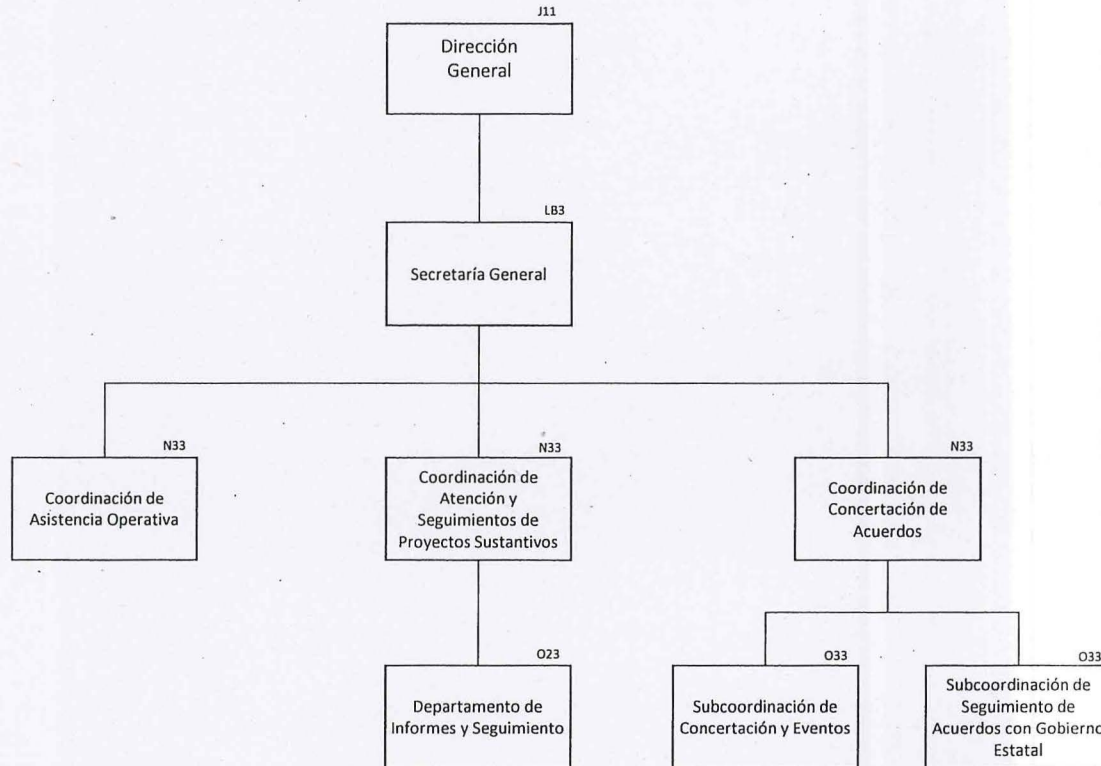 J11
Dirección
General
LB3
Secretaría General
N33
Coordinación de
Asistencia Operativa
N33
Coordinación de
Atención y
Seguimientos de
Proyectos Sustantivos
N33
Coordinación de
Concertación de
Acuerdos
O23
Departamento de
Informes y Seguimiento
O33
Subcoordinación de
Concertación y Eventos
O33
Subcoordinación de
Seguimiento de
Acuerdos con Gobierno
Estatal